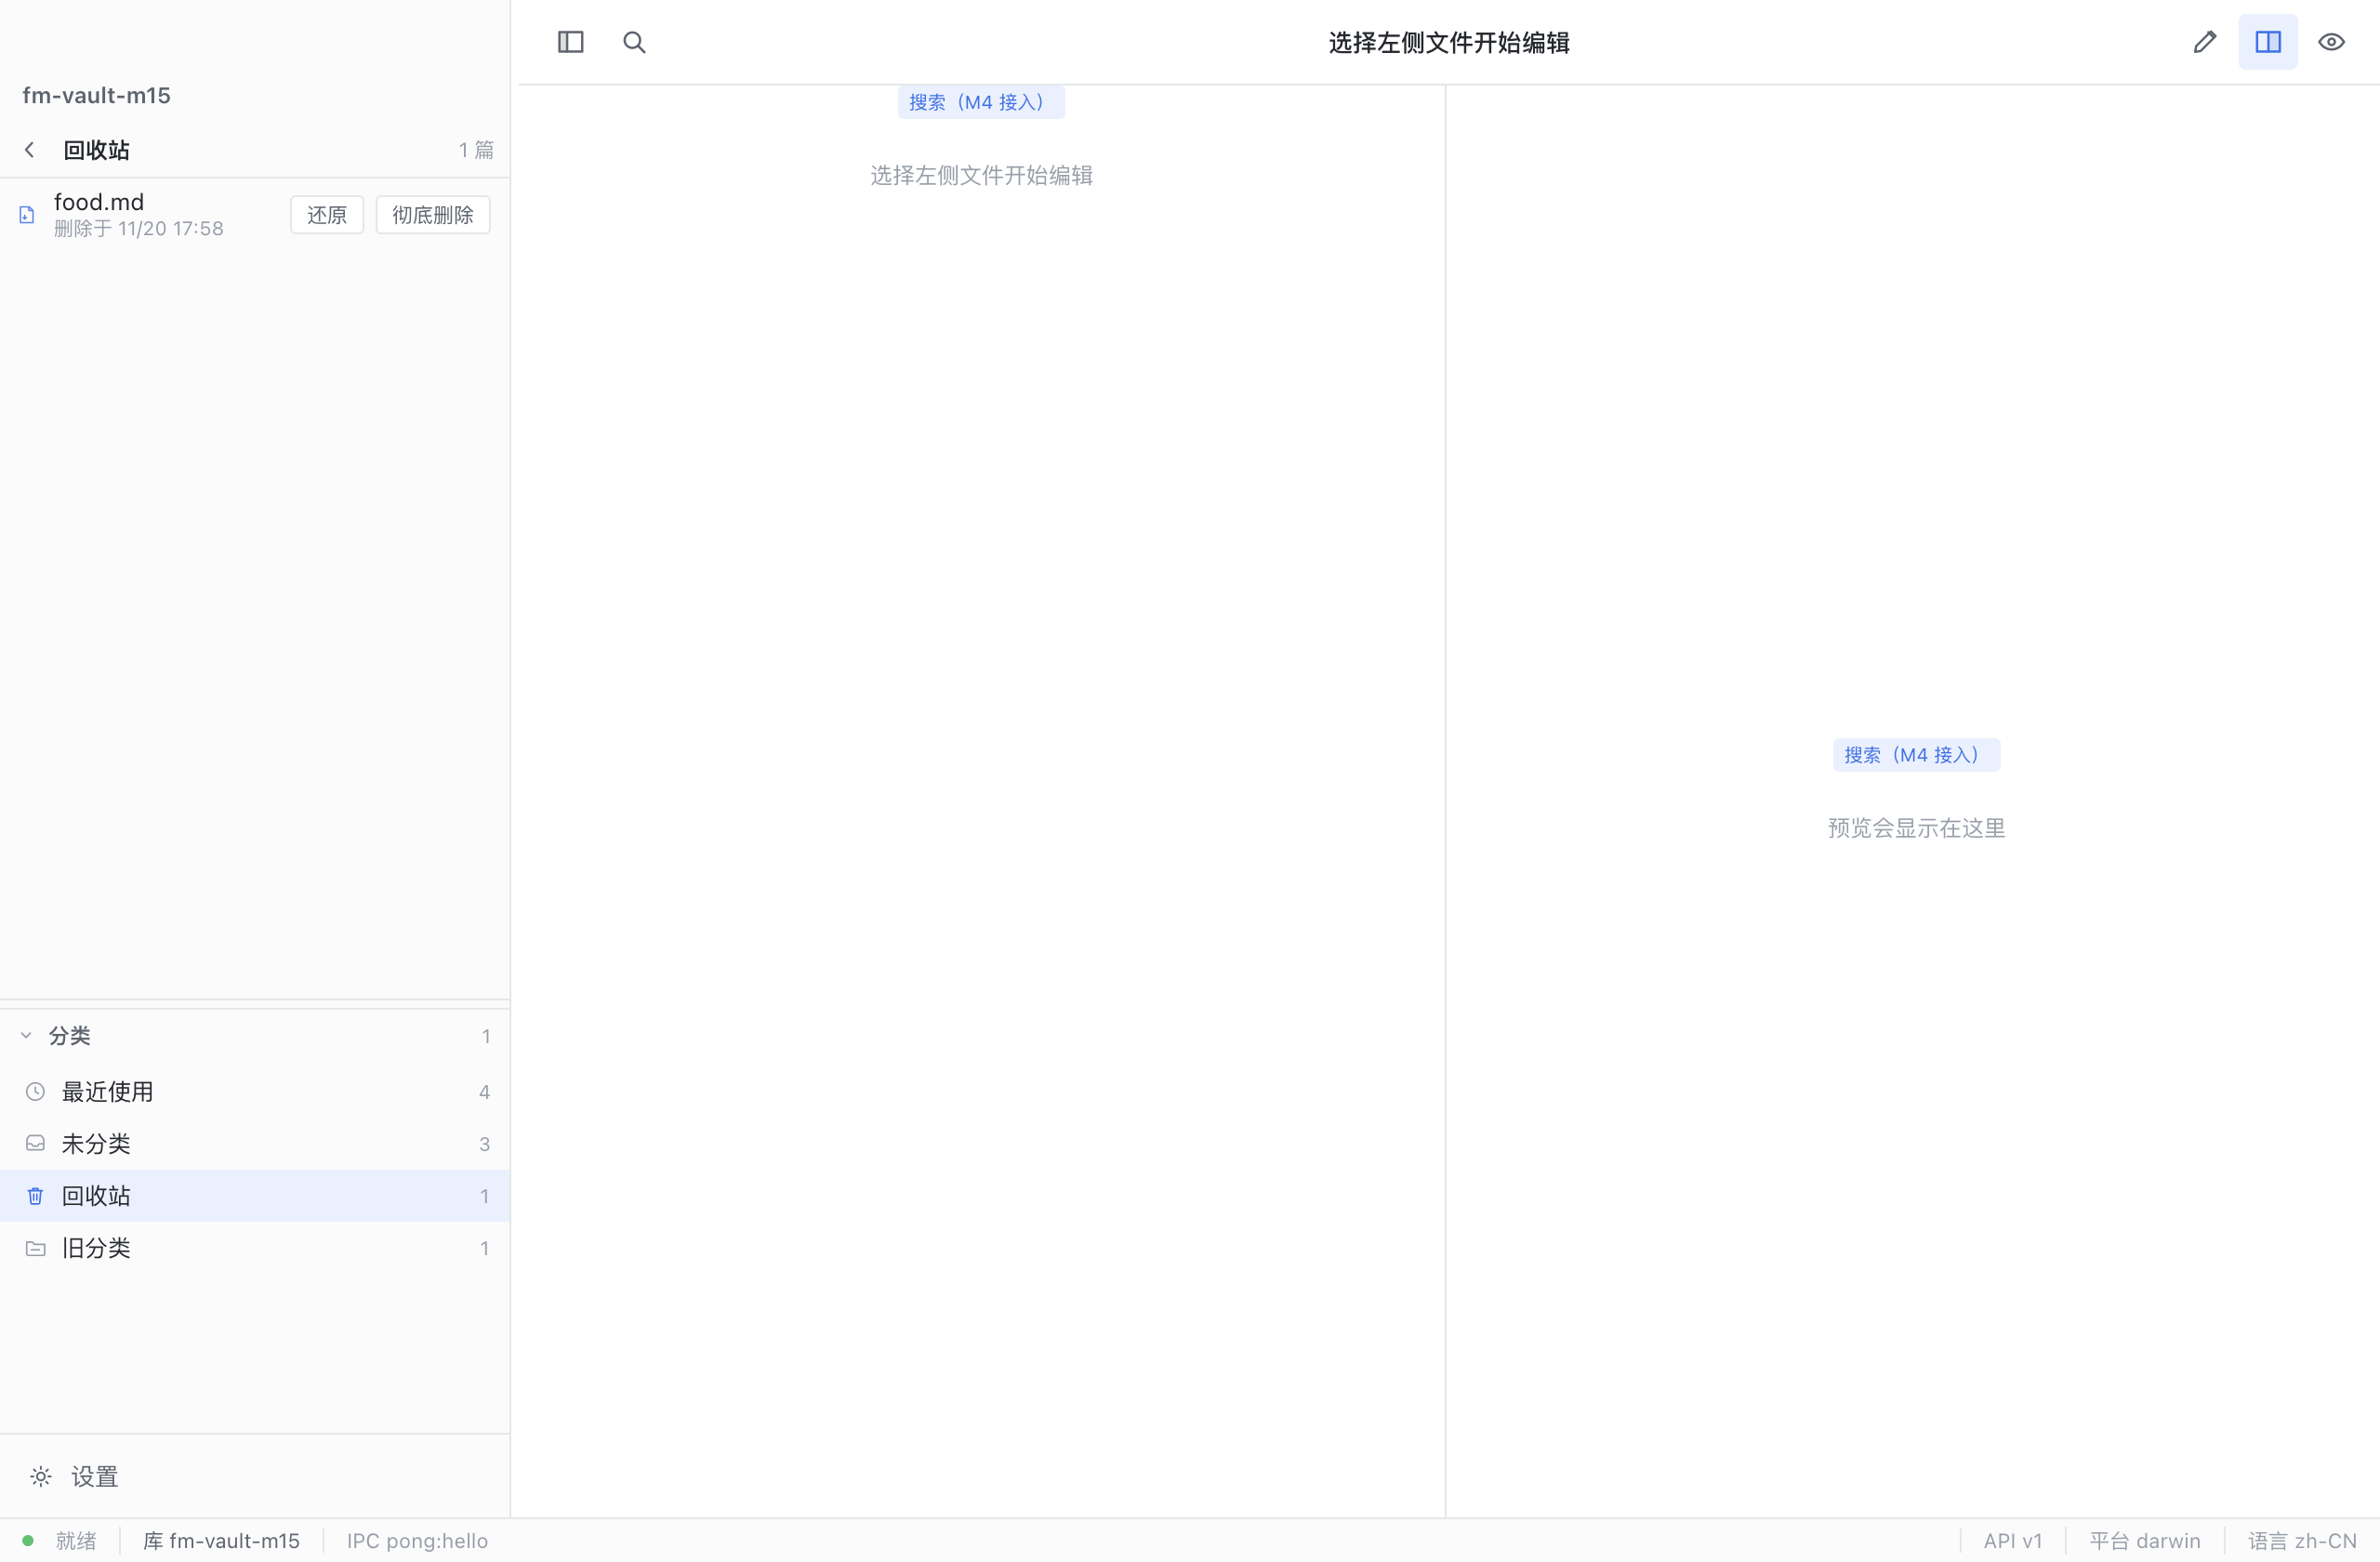 fm-vault-m15
回收站 1 篇
food.md
删除于 11/20 17:58
还原 彻底删除
分类 1
最近使用 4
未分类 3
回收站 1
旧分类 1
设置
选择左侧文件开始编辑
搜索（M4 接入）
选择左侧文件开始编辑
搜索（M4 接入）
预览会显示在这里
就绪 库 fm-vault-m15 IPC pong:hello API v1 平台 darwin 语言 zh-CN